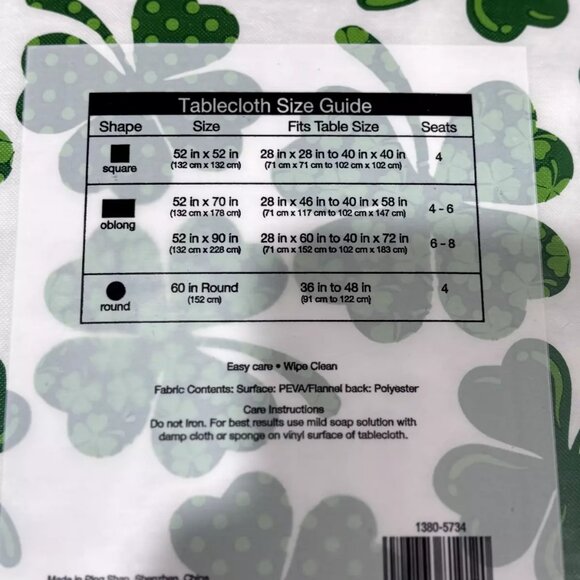 Tablecloth Size Guide
Shape Size Fits Table Size Seats
square 52 in x 52 in 28 in x 28 in to 40 in x 40 in 4
(132 cm x 132 cm) (71 cm x 71 cm to 102 cm x 102 cm)
oblong 52 in x 70 in 28 in x 46 in to 40 in x 58 in 4 - 6
(132 cm x 178 cm) (71 cm x 117 cm to 102 cm x 147 cm)
52 in x 90 in 28 in x 60 in to 40 in x 72 in 6 - 8
(132 cm x 228 cm) (71 cm x 152 cm to 102 cm x 183 cm)
round 60 in Round 36 in to 48 in 4
(152 cm) (91 cm to 122 cm)
Easy care • Wipe Clean
Fabric Contents: Surface: PEVA/Flannel back: Polyester
Care Instructions
Do not Iron. For best results use mild soap solution with
damp cloth or sponge on vinyl surface of tablecloth.
1380-5734
Made in Ping Shan, Shenzhen, China